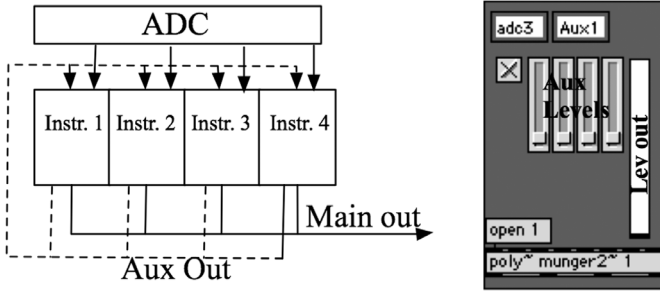 ADC
Instr. 1 Instr. 2 Instr. 3 Instr. 4
Main out
Aux Out
adc3 Aux1
Aux
Levels
Lev out
open 1
poly~ munger2~ 1